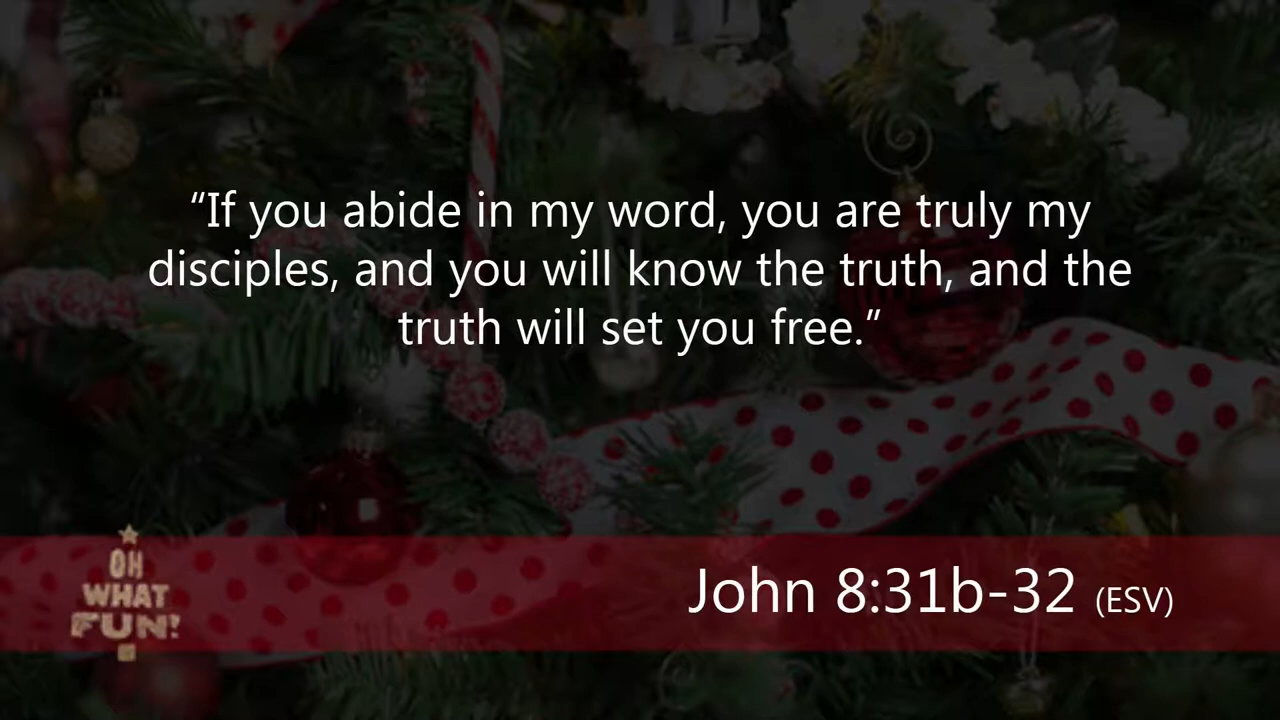 “If you abide in my word, you are truly my
disciples, and you will know the truth, and the
truth will set you free.”
OH
WHAT
FUN!
John 8:31b-32 (ESV)